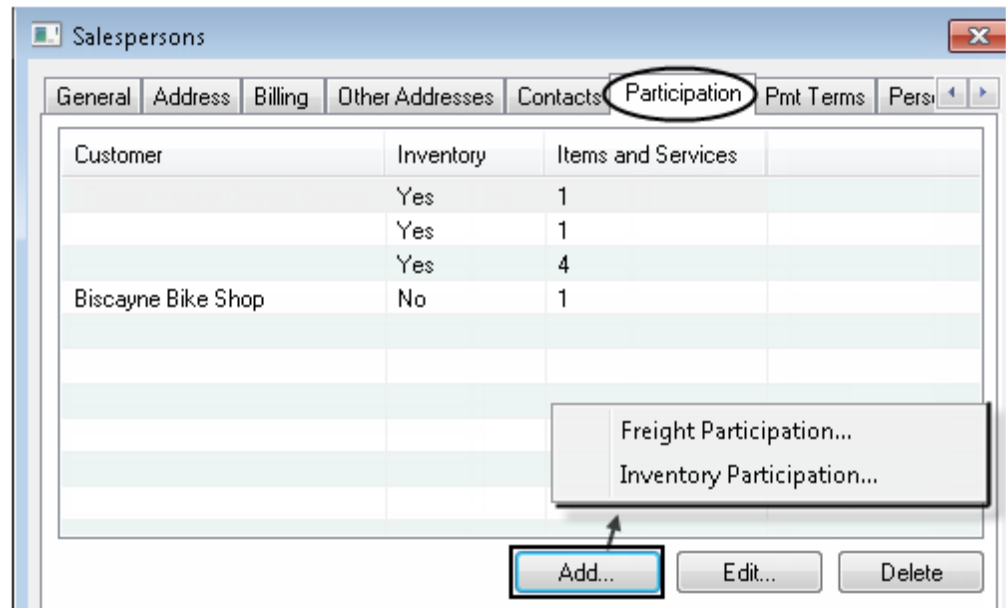 Salespersons
General Address Billing Other Addresses Contacts Participation Pmt Terms
Customer Inventory Items and Services
Yes 1
Yes 1
Yes 4
Biscayne Bike Shop No 1
Freight Participation...
Inventory Participation...
Add... Edit... Delete